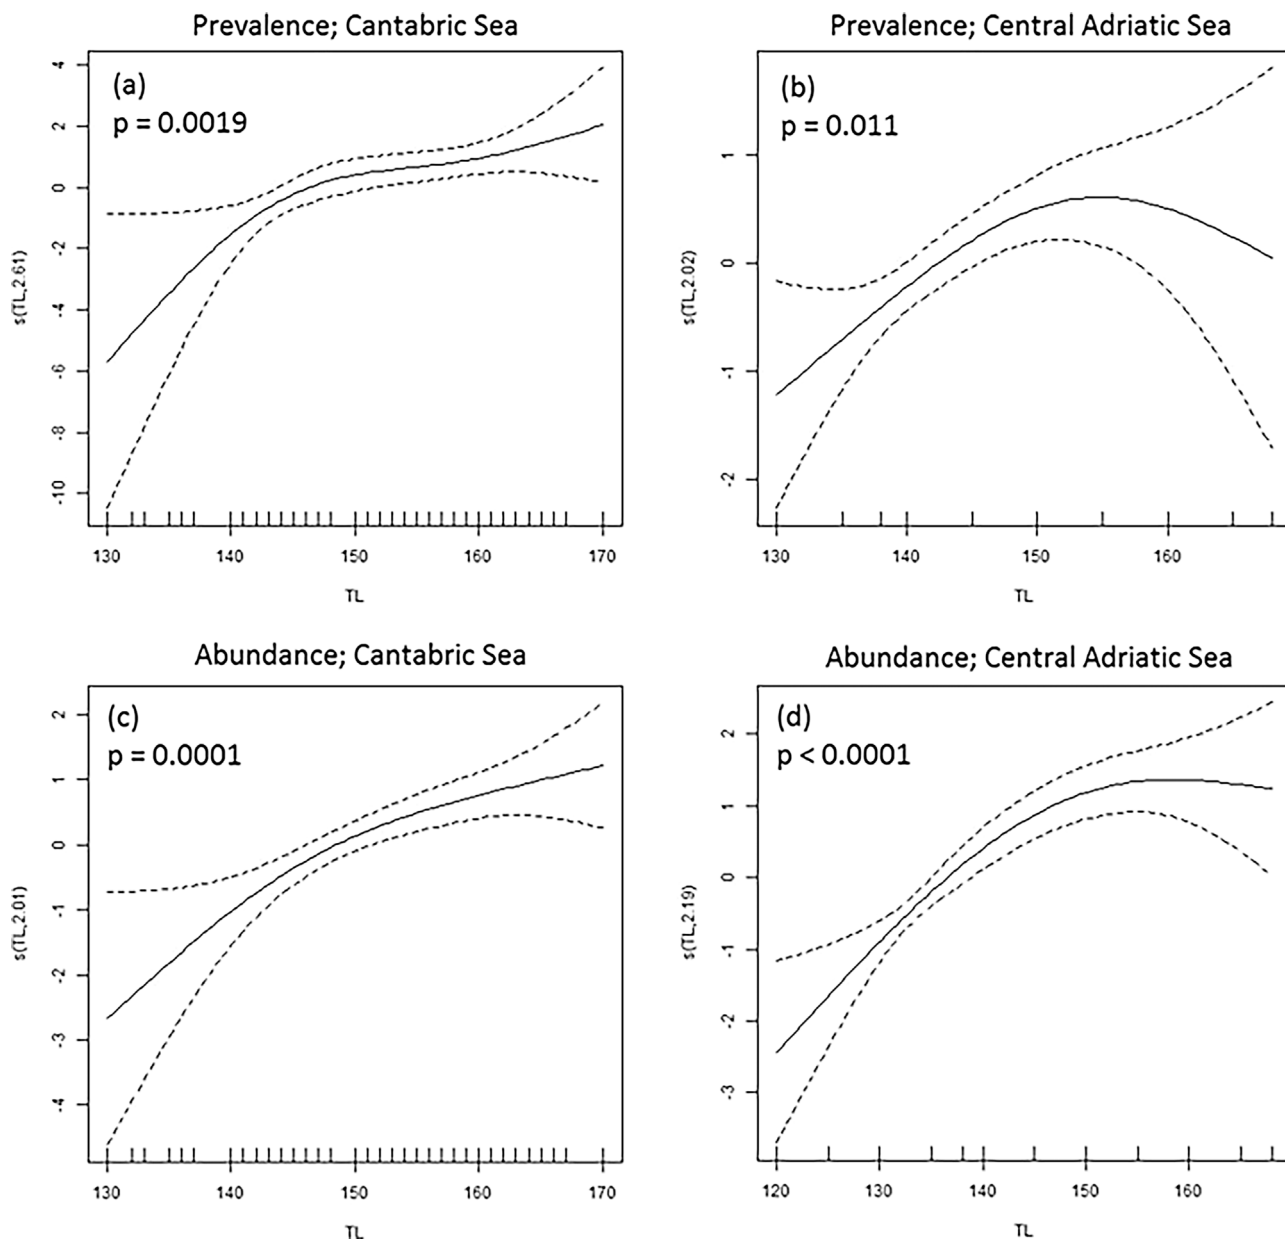 Prevalence; Cantabric Sea
(a)
p = 0.0019
4
2
0
-2
-4
-6
-8
-10
s(TL,2.61)
130 140 150 160 170
TL
Prevalence; Central Adriatic Sea
(b)
p = 0.011
1
0
-1
-2
s(TL,2.02)
130 140 150 160
TL
Abundance; Cantabric Sea
(c)
p = 0.0001
2
1
0
-1
-2
-3
-4
s(TL,2.01)
130 140 150 160 170
TL
Abundance; Central Adriatic Sea
(d)
p < 0.0001
2
1
0
-1
-2
-3
s(TL,2.19)
120 130 140 150 160
TL